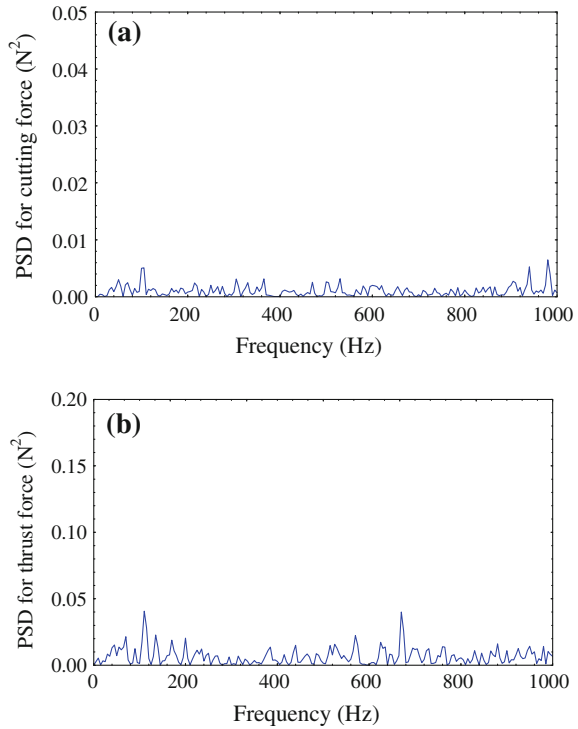 (a)
PSD for cutting force (N²)
0.05
0.04
0.03
0.02
0.01
0.00
0 200 400 600 800 1000
Frequency (Hz)
(b)
PSD for thrust force (N²)
0.20
0.15
0.10
0.05
0.00
0 200 400 600 800 1000
Frequency (Hz)